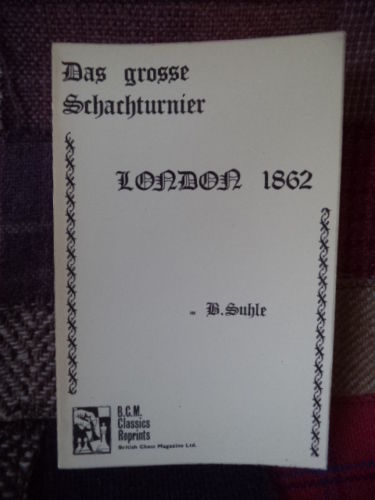 Das grosse
Schachturnier
LONDON 1862
= B.Suhle
B.C.M.
Classics
Reprints
British Chess Magazine Ltd.